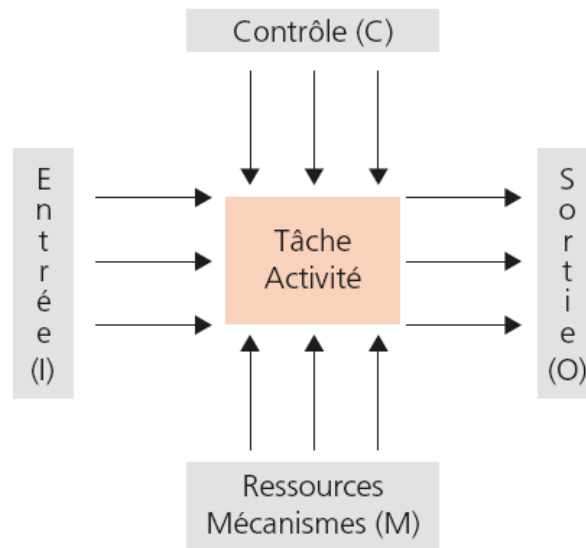 Contrôle (C)
Entrée (I)
Tâche
Activité
Sortie (O)
Ressources
Mécanismes (M)